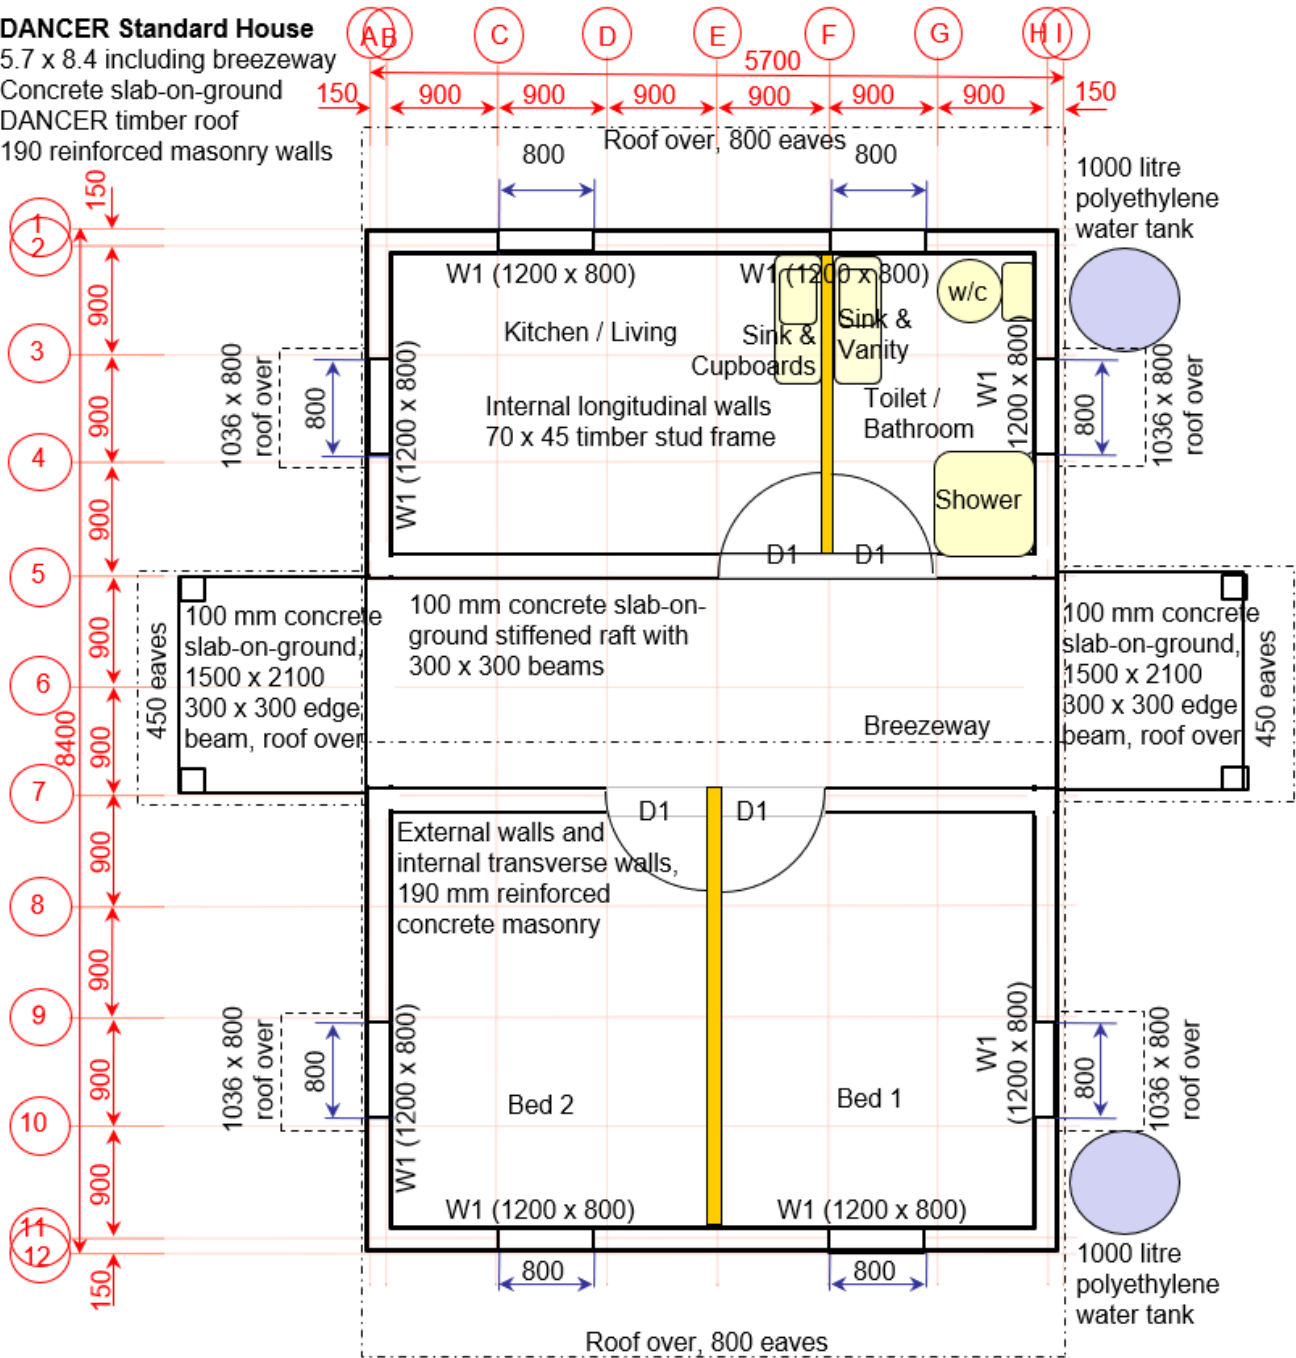 DANCER Standard House
5.7 x 8.4 including breezeway
Concrete slab-on-ground
DANCER timber roof
190 reinforced masonry walls
A B C D E F G H I
5700
150 900 900 900 900 900 900 150
Roof over, 800 eaves
800 800
1000 litre
polyethylene
water tank
150
1
2
W1 (1200 x 800) W1 (1200 x 800)
w/c
900
Kitchen / Living
Sink &
Cupboards
Sink &
Vanity
3
1036 x 800
roof over
800
W1 (1200 x 800)
900
Internal longitudinal walls
70 x 45 timber stud frame
Toilet /
Bathroom
W1
1200 x 800)
800
1036 x 800
roof over
4
900
Shower
D1 D1
5
450 eaves
100 mm concrete
slab-on-ground,
1500 x 2100
300 x 300 edge
beam, roof over
100 mm concrete slab-on-
ground stiffened raft with
300 x 300 beams
100 mm concrete
slab-on-ground,
1500 x 2100
300 x 300 edge
beam, roof over
450 eaves
900
6
8400
900
Breezeway
7
D1 D1
External walls and
internal transverse walls,
190 mm reinforced
concrete masonry
900
8
900
9
1036 x 800
roof over
800
W1 (1200 x 800)
W1
(1200 x 800)
800
1036 x 800
roof over
900
Bed 2 Bed 1
10
900
W1 (1200 x 800) W1 (1200 x 800)
11
12
150
800 800
1000 litre
polyethylene
water tank
Roof over, 800 eaves